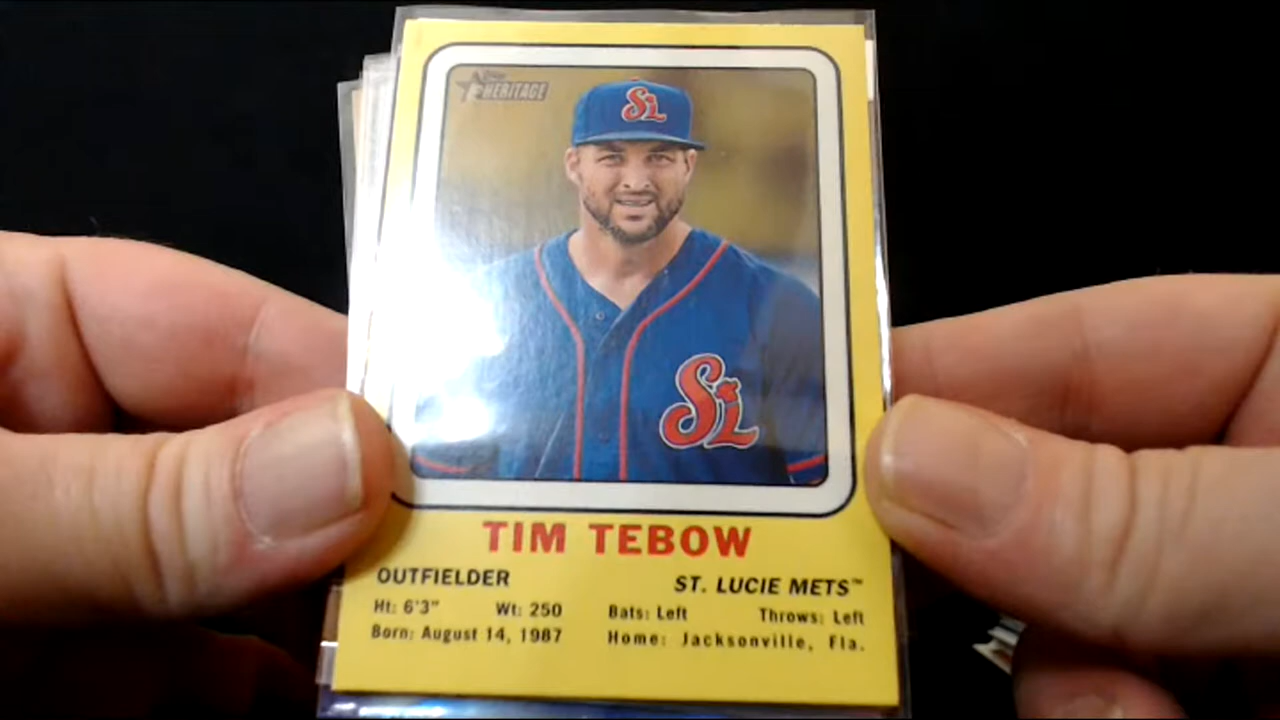 Topps
HERITAGE
SL
SL
TIM TEBOW
OUTFIELDER
ST. LUCIE METS™
Ht: 6'3" Wt: 250 Bats: Left Throws: Left
Born: August 14, 1987 Home: Jacksonville, Fla.